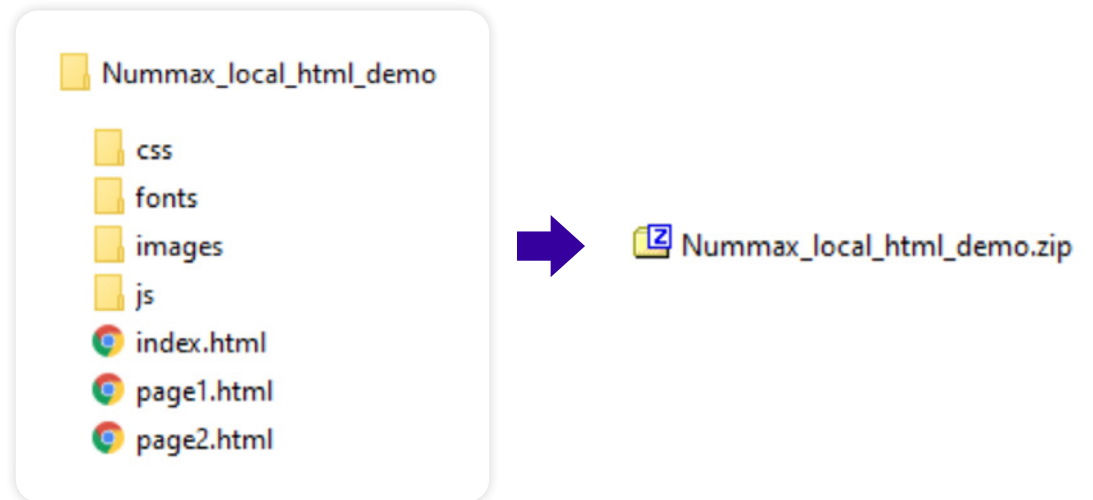 Nummax_local_html_demo
css
fonts
images
js
index.html
page1.html
page2.html
Z
Nummax_local_html_demo.zip